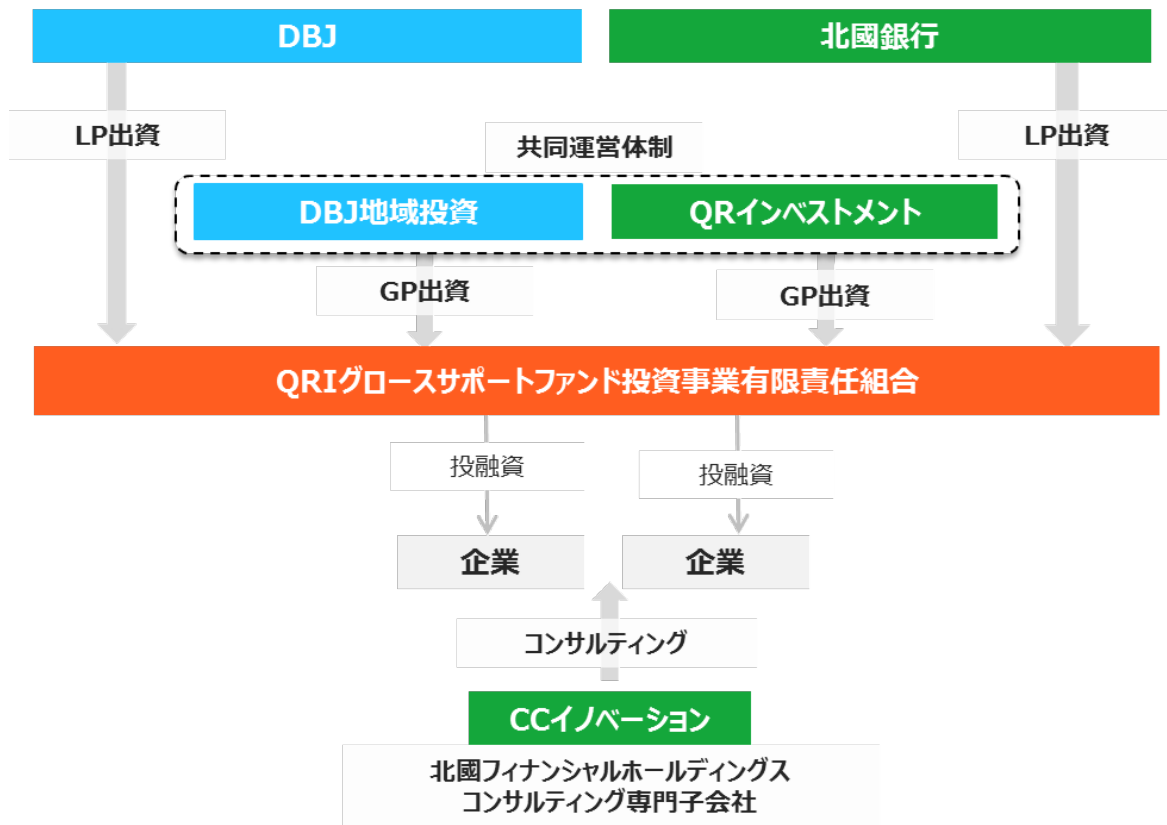 DBJ
北國銀行
LP出資
LP出資
共同運営体制
DBJ地域投資
QRインベストメント
GP出資
GP出資
QRIグロースサポートファンド投資事業有限責任組合
投融資
投融資
企業
企業
コンサルティング
CCイノベーション
北國フィナンシャルホールディングス
コンサルティング専門子会社